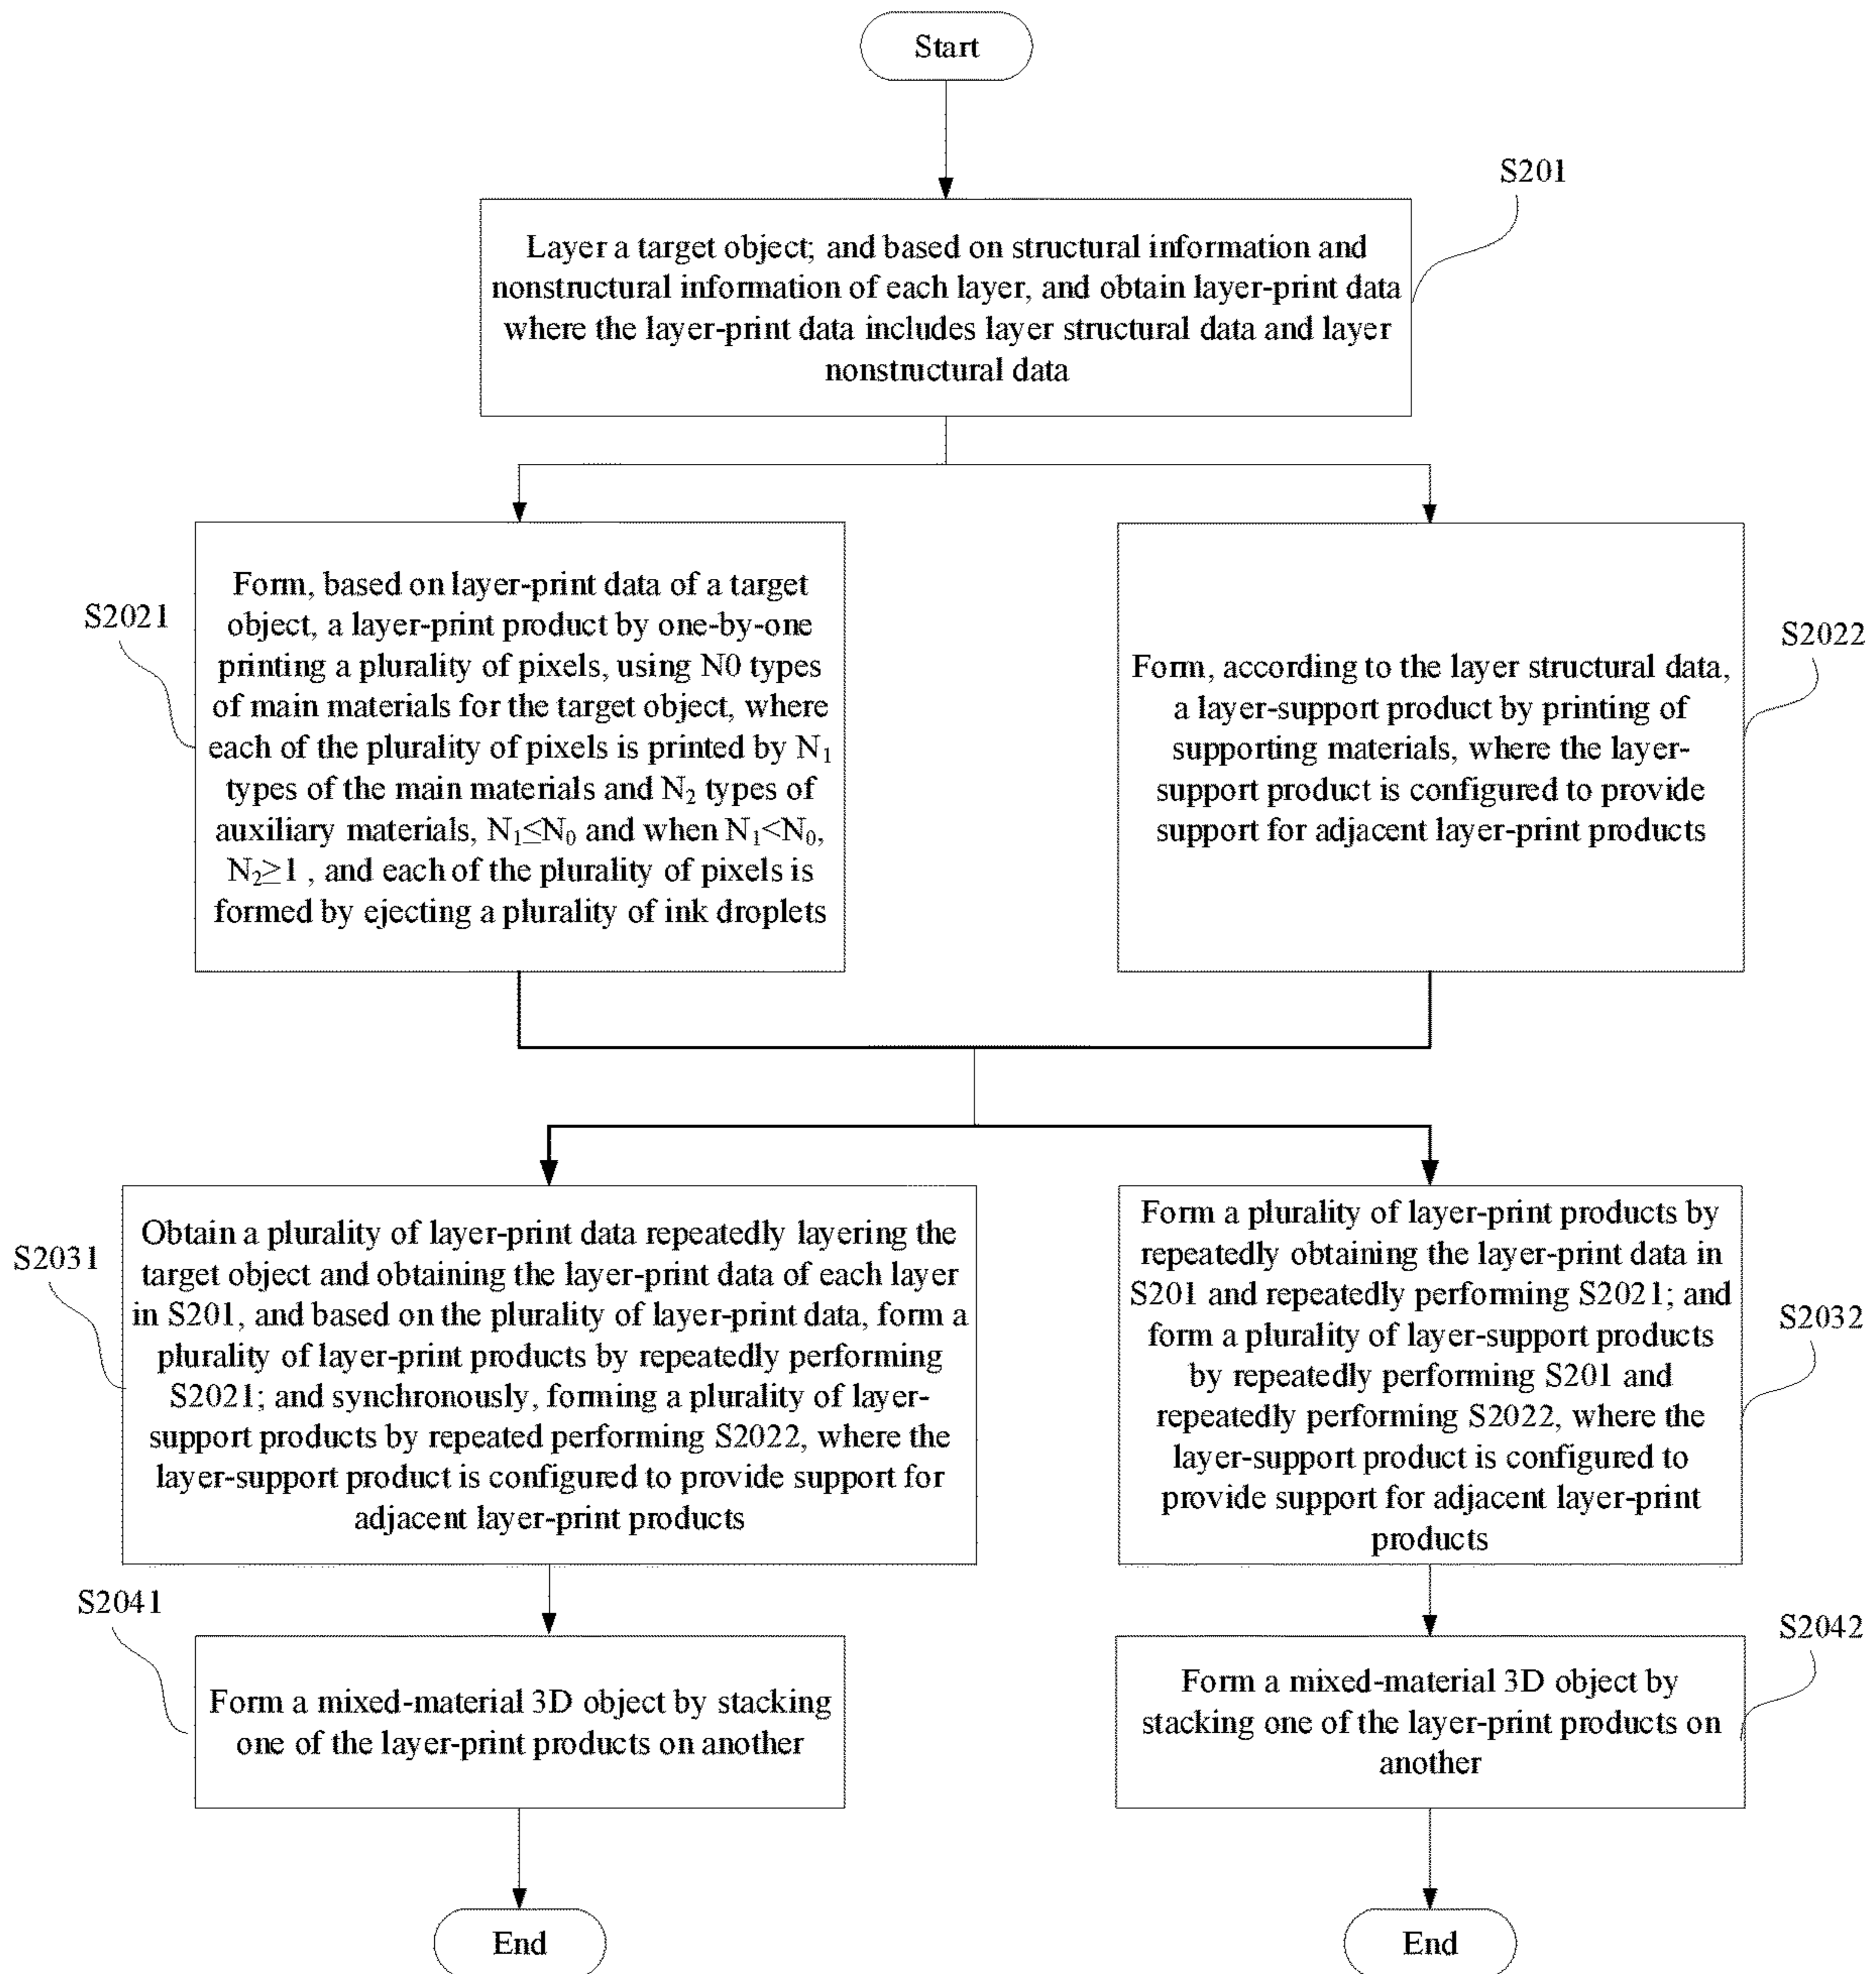 Start
S201
Layer a target object; and based on structural information and
nonstructural information of each layer, and obtain layer-print data
where the layer-print data includes layer structural data and layer
nonstructural data
S2021
Form, based on layer-print data of a target
object, a layer-print product by one-by-one
printing a plurality of pixels, using N0 types
of main materials for the target object, where
each of the plurality of pixels is printed by N₁
types of the main materials and N₂ types of
auxiliary materials, N₁≤N₀ and when N₁<N₀,
N₂≥1 , and each of the plurality of pixels is
formed by ejecting a plurality of ink droplets
S2022
Form, according to the layer structural data,
a layer-support product by printing of
supporting materials, where the layer-
support product is configured to provide
support for adjacent layer-print products
S2031
Obtain a plurality of layer-print data repeatedly layering the
target object and obtaining the layer-print data of each layer
in S201, and based on the plurality of layer-print data, form a
plurality of layer-print products by repeatedly performing
S2021; and synchronously, forming a plurality of layer-
support products by repeated performing S2022, where the
layer-support product is configured to provide support for
adjacent layer-print products
S2032
Form a plurality of layer-print products by
repeatedly obtaining the layer-print data in
S201 and repeatedly performing S2021; and
form a plurality of layer-support products
by repeatedly performing S201 and
repeatedly performing S2022, where the
layer-support product is configured to
provide support for adjacent layer-print
products
S2041
Form a mixed-material 3D object by stacking
one of the layer-print products on another
S2042
Form a mixed-material 3D object by
stacking one of the layer-print products on
another
End
End